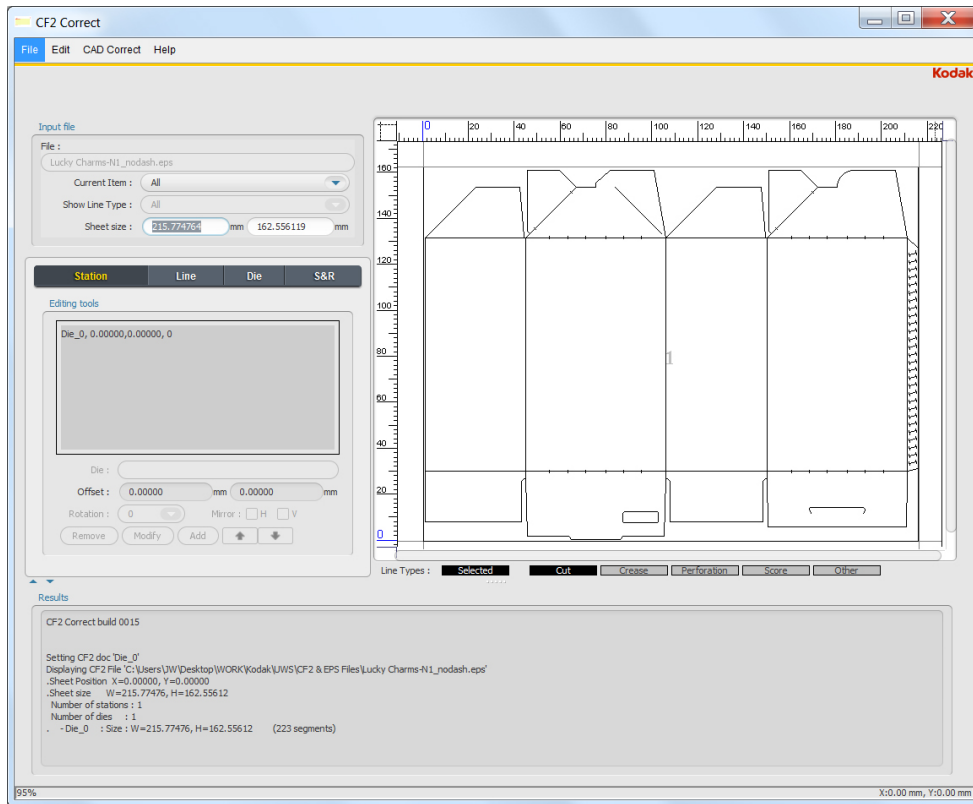 CF2 Correct
File Edit CAD Correct Help
Kodak
Input file
File :
Lucky Charms-N1_nodash.eps
Current Item : All
Show Line Type : All
Sheet size : 215.774764 mm 162.556119 mm
Station Line Die S&R
Editing tools
Die_0, 0.00000,0.00000, 0
Die :
Offset : 0.00000 mm 0.00000 mm
Rotation : 0 Mirror : H V
Remove Modify Add
0 20 40 60 80 100 120 140 160 180 200 220
160
140
120
100
80
60
40
20
0
1
Line Types : Selected Cut Crease Perforation Score Other
Results
CF2 Correct build 0015
Setting CF2 doc 'Die_0'
Displaying CF2 File 'C:\Users\JW\Desktop\WORK\Kodak\UWS\CF2 & EPS Files\Lucky Charms-N1_nodash.eps'
.Sheet Position X=0.00000, Y=0.00000
.Sheet size W=215.77476, H=162.55612
Number of stations : 1
Number of dies : 1
. - Die_0 : Size : W=215.77476, H=162.55612 (223 segments)
95%
X:0.00 mm, Y:0.00 mm